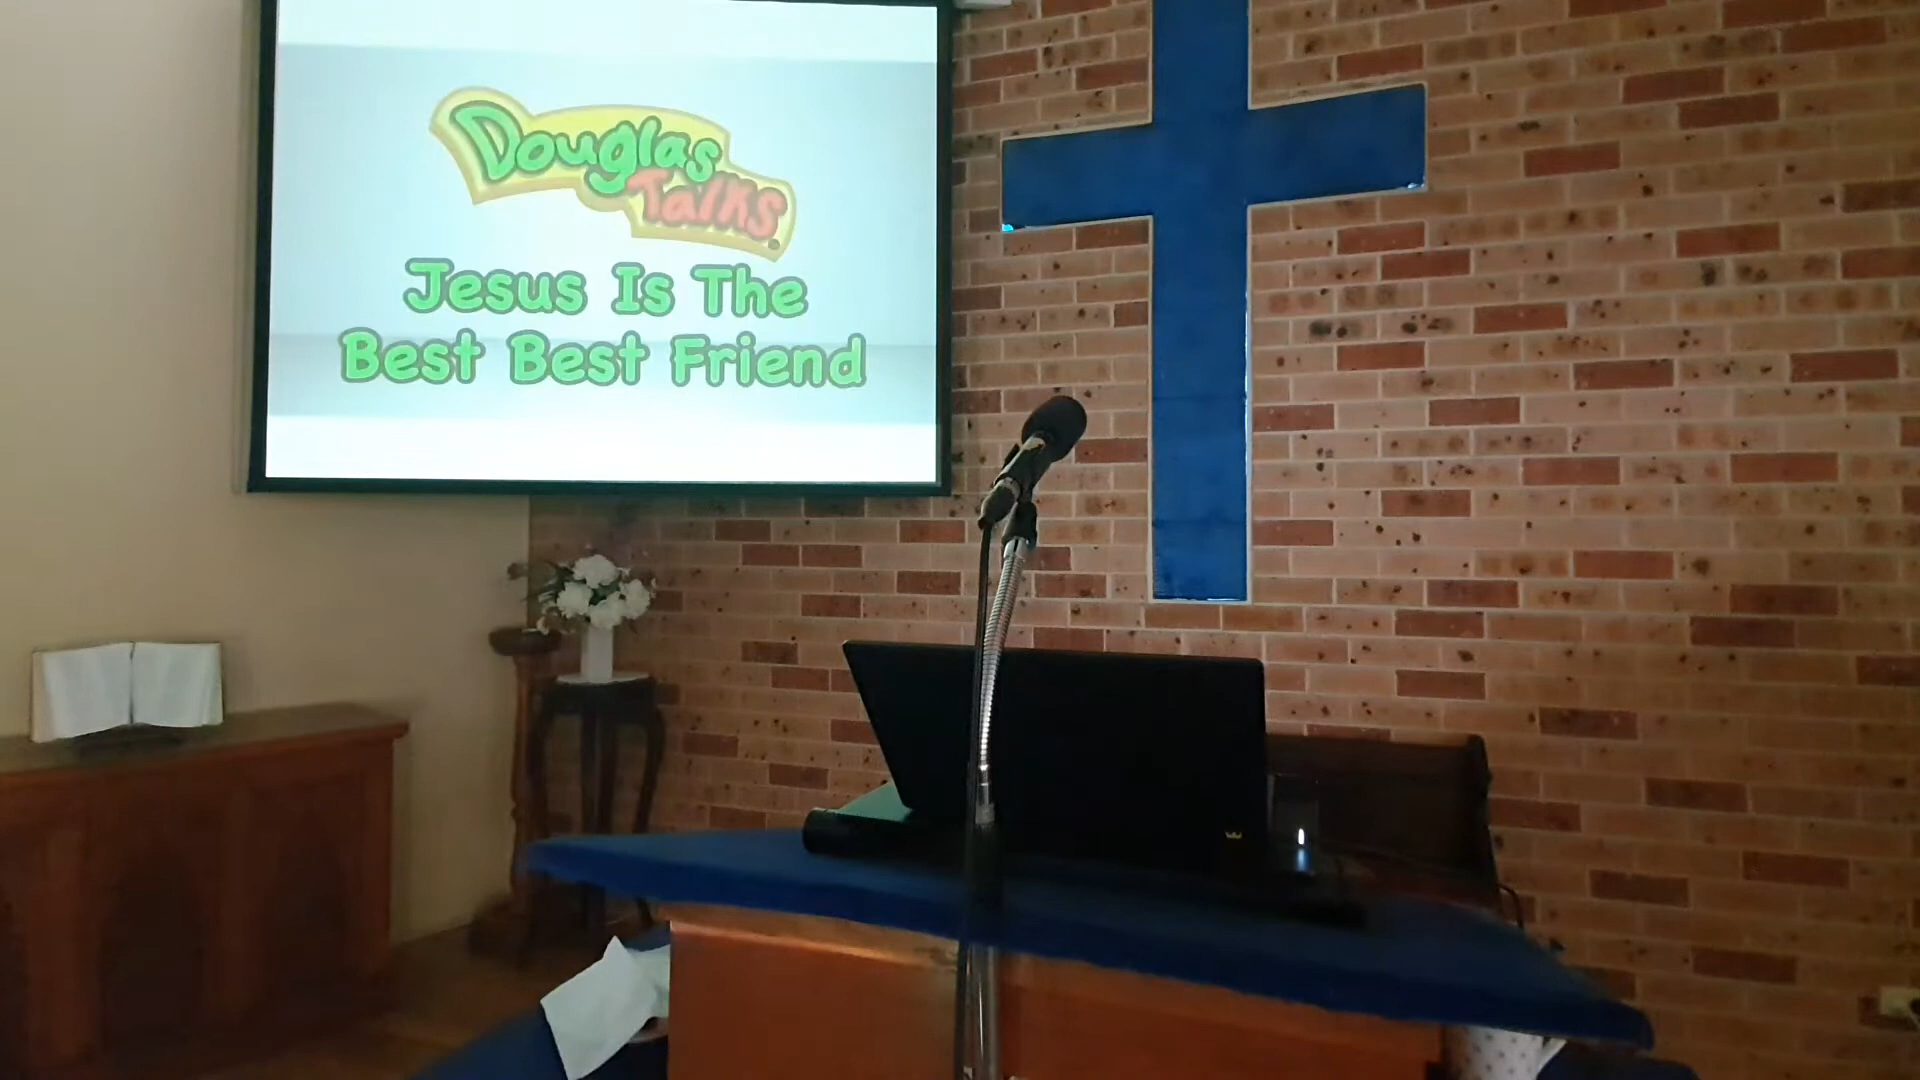 Douglas
Talks
Jesus Is The
Best Best Friend